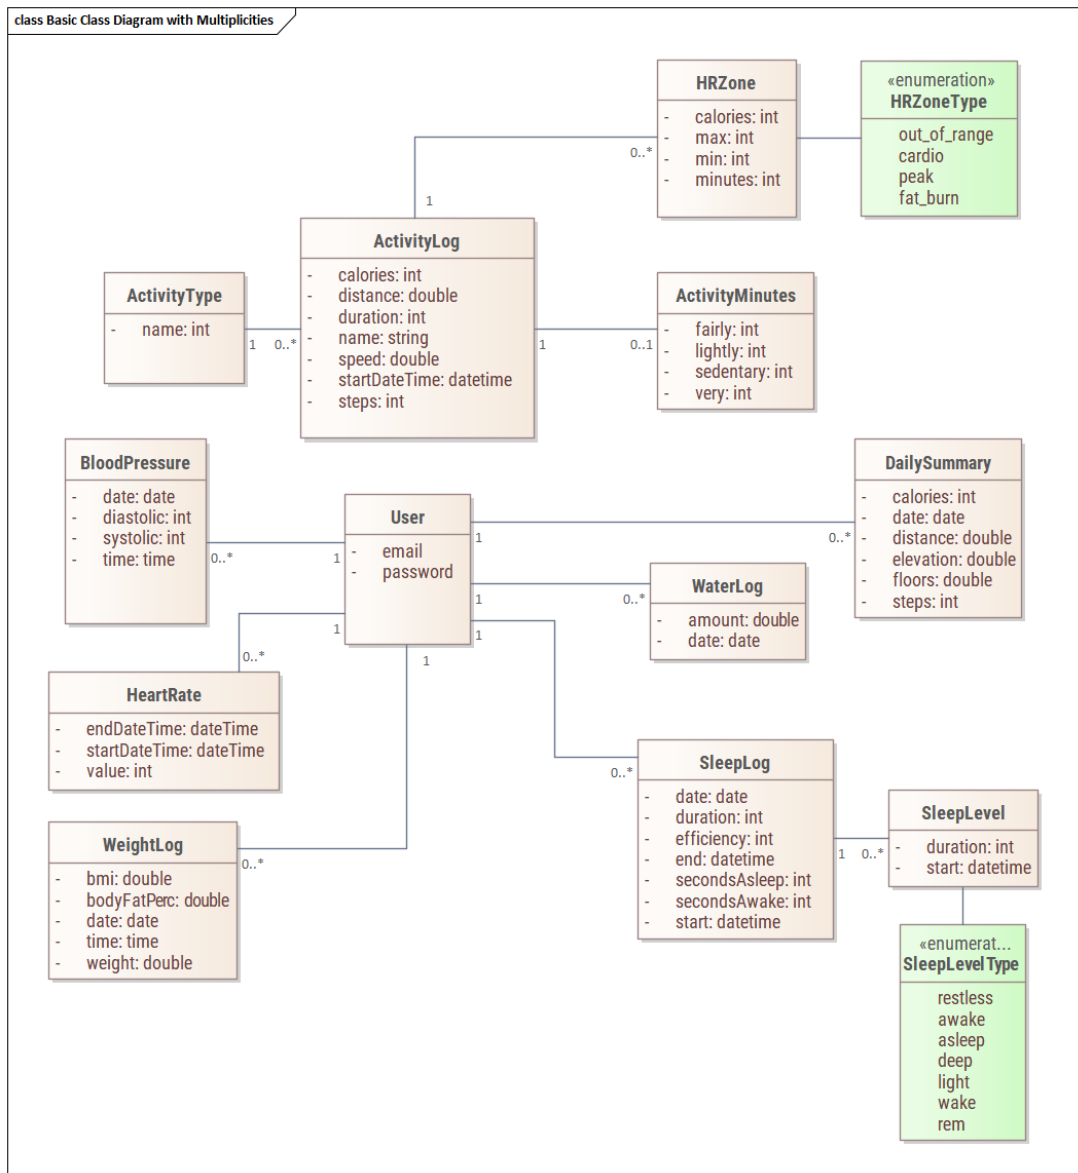 class Basic Class Diagram with Multiplicities
HRZone
- calories: int
- max: int
- min: int
- minutes: int
«enumeration»
HRZoneType
out_of_range
cardio
peak
fat_burn
0..*
1
ActivityLog
- calories: int
- distance: double
- duration: int
- name: string
- speed: double
- startDateTime: datetime
- steps: int
ActivityType
- name: int
1
0..*
ActivityMinutes
- fairly: int
- lightly: int
- sedentary: int
- very: int
1
0..1
BloodPressure
- date: date
- diastolic: int
- systolic: int
- time: time
0..*
1
User
- email
- password
DailySummary
- calories: int
- date: date
- distance: double
- elevation: double
- floors: double
- steps: int
1
0..*
WaterLog
- amount: double
- date: date
1
0..*
1
1
1
0..*
HeartRate
- endDateTime: dateTime
- startDateTime: dateTime
- value: int
WeightLog
- bmi: double
- bodyFatPerc: double
- date: date
- time: time
- weight: double
0..*
0..*
SleepLog
- date: date
- duration: int
- efficiency: int
- end: datetime
- secondsAsleep: int
- secondsAwake: int
- start: datetime
1
0..*
SleepLevel
- duration: int
- start: datetime
«enumerat...
SleepLevelType
restless
awake
asleep
deep
light
wake
rem